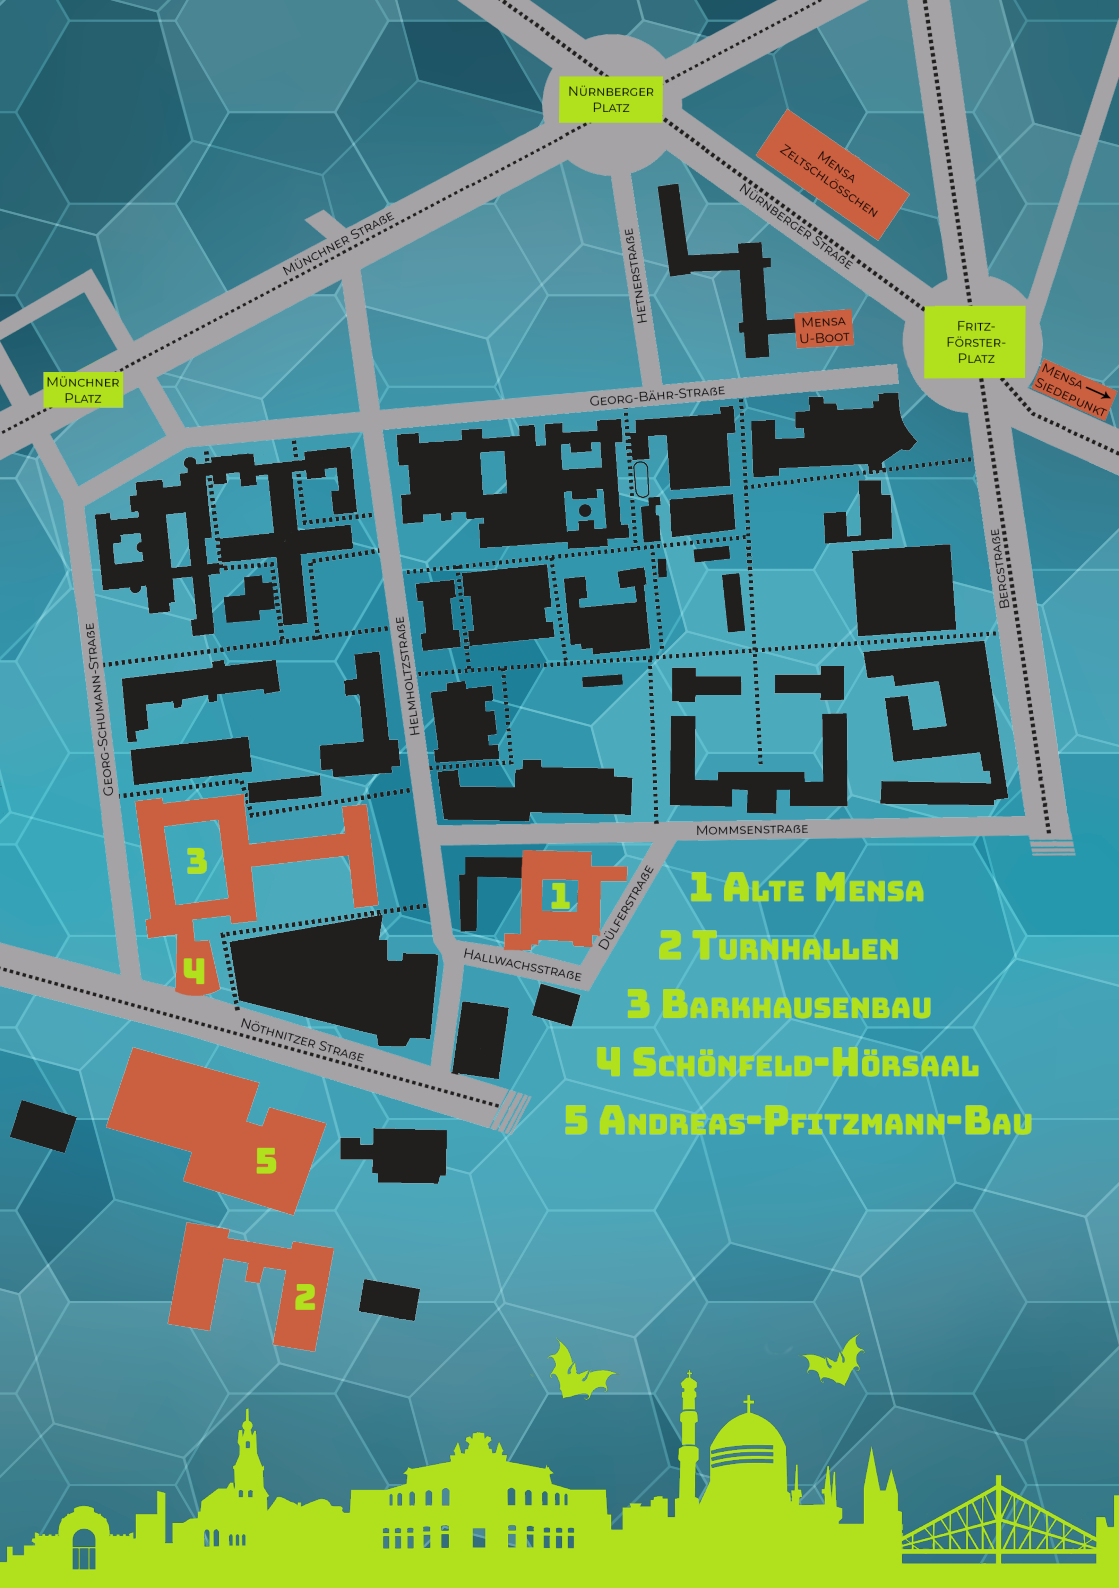 NÜRNBERGER
PLATZ
MENSA
ZELTSCHLÖSSCHEN
NÜRNBERGER STRAßE
MÜNCHNER STRAßE
HETNERSTRAßE
MENSA
U-BOOT
FRITZ-
FÖRSTER-
PLATZ
MENSA
SIEDEPUNKT
MÜNCHNER
PLATZ
GEORG-BÄHR-STRAßE
BERGSTRAßE
GEORG-SCHUMANN-STRAßE
HELMHOLTZSTRAßE
MOMMSENSTRAßE
3
1
DÜLFERSTRAßE
4
HALLWACHSSTRAßE
NÖTHNITZER STRAßE
1 ALTE MENSA
2 TURNHALLEN
3 BARKHAUSENBAU
4 SCHÖNFELD-HÖRSAAL
5 ANDREAS-PFITZMANN-BAU
5
2